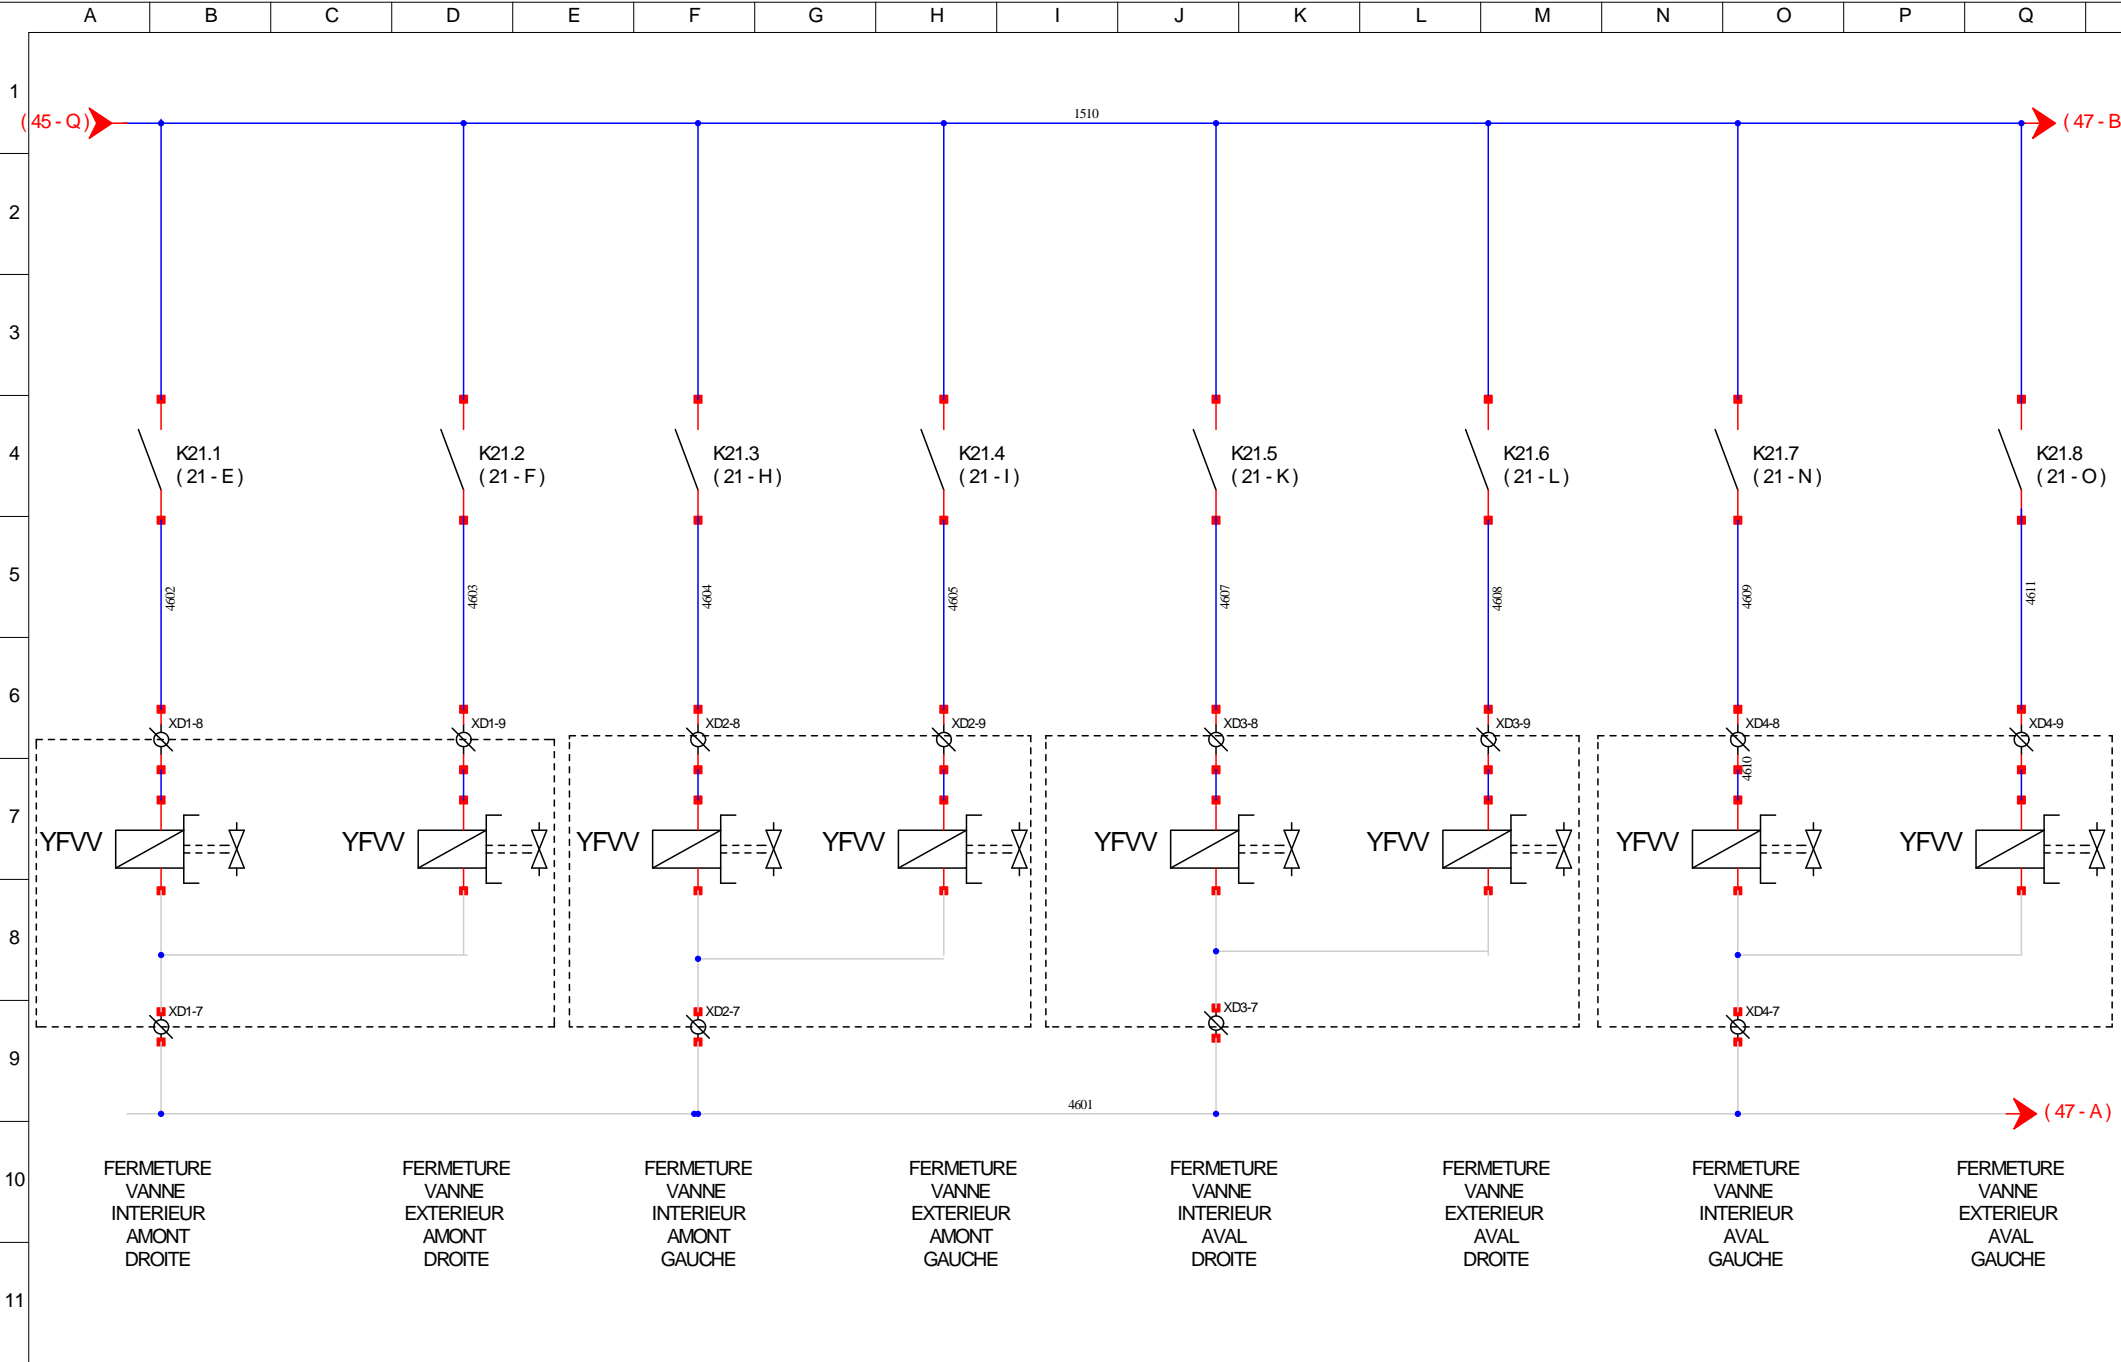 A B C D E F G H I J K L M N O P Q
1
(45-Q) 1510 (47-B
2
3
4
K21.1 K21.2 K21.3 K21.4 K21.5 K21.6 K21.7 K21.8
(21-E) (21-F) (21-H) (21-I) (21-K) (21-L) (21-N) (21-O)
5
4602 4603 4604 4605 4607 4608 4609 4611
6
XD1-8 XD1-9 XD2-8 XD2-9 XD3-8 XD3-9 XD4-8 XD4-9
4610
7
YFVV YFVV YFVV YFVV YFVV YFVV YFVV YFVV
8
XD1-7 XD2-7 XD3-7 XD4-7
9
4601 (47-A)
10
FERMETURE
VANNE
INTERIEUR
AMONT
DROITE
FERMETURE
VANNE
EXTERIEUR
AMONT
DROITE
FERMETURE
VANNE
INTERIEUR
AMONT
GAUCHE
FERMETURE
VANNE
EXTERIEUR
AMONT
GAUCHE
FERMETURE
VANNE
INTERIEUR
AVAL
DROITE
FERMETURE
VANNE
EXTERIEUR
AVAL
DROITE
FERMETURE
VANNE
INTERIEUR
AVAL
GAUCHE
FERMETURE
VANNE
EXTERIEUR
AVAL
GAUCHE
11